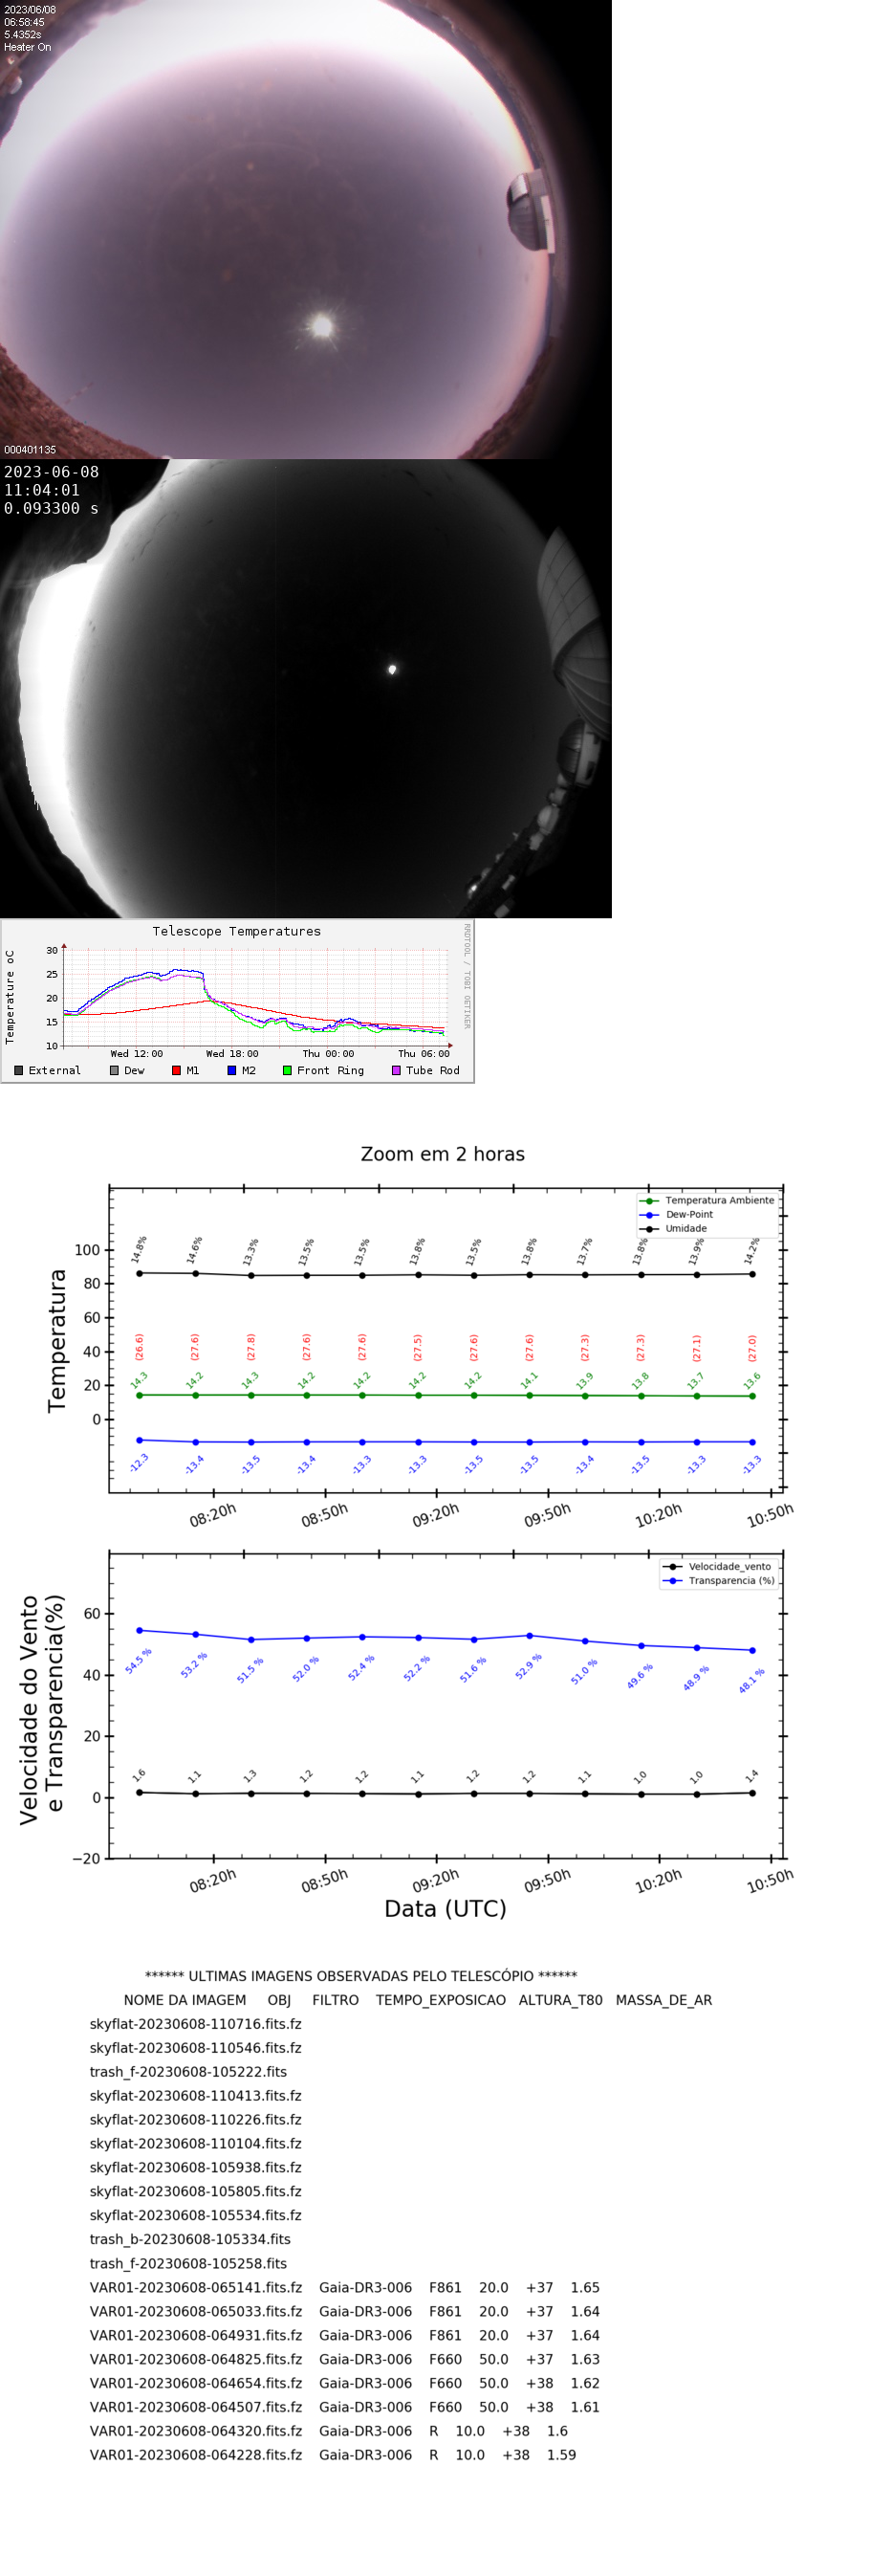 2023/06/08
06:58:45
5.4352s
Heater On
000401135
2023-06-08
11:04:01
0.093300 s
Telescope Temperatures
RRDTOOL / TOBI OETIKER
Temperature oC
30
25
20
15
10
Wed 12:00 Wed 18:00 Thu 00:00 Thu 06:00
External Dew M1 M2 Front Ring Tube Rod
Zoom em 2 horas
Temperatura Ambiente
Dew-Point
Umidade
Temperatura
100
80
60
40
20
0
14.8% 14.6% 13.3% 13.5% 13.5% 13.8% 13.5% 13.8% 13.7% 13.8% 13.9% 14.2%
(26.6) (27.6) (27.8) (27.6) (27.6) (27.5) (27.6) (27.6) (27.3) (27.3) (27.1) (27.0)
14.3 14.2 14.3 14.2 14.2 14.2 14.2 14.1 13.9 13.8 13.7 13.6
-12.3 -13.4 -13.5 -13.4 -13.3 -13.3 -13.5 -13.5 -13.4 -13.5 -13.3 -13.3
08:20h 08:50h 09:20h 09:50h 10:20h 10:50h
Velocidade_vento
Transparencia (%)
Velocidade do Vento
e Transparencia(%)
60
40
20
0
−20
54.5 % 53.2 % 51.5 % 52.0 % 52.4 % 52.2 % 51.6 % 52.9 % 51.0 % 49.6 % 48.9 % 48.1 %
1.6 1.1 1.3 1.2 1.2 1.1 1.2 1.2 1.1 1.0 1.0 1.4
08:20h 08:50h 09:20h 09:50h 10:20h 10:50h
Data (UTC)
****** ULTIMAS IMAGENS OBSERVADAS PELO TELESCÓPIO ******
NOME DA IMAGEM OBJ FILTRO TEMPO_EXPOSICAO ALTURA_T80 MASSA_DE_AR
skyflat-20230608-110716.fits.fz
skyflat-20230608-110546.fits.fz
trash_f-20230608-105222.fits
skyflat-20230608-110413.fits.fz
skyflat-20230608-110226.fits.fz
skyflat-20230608-110104.fits.fz
skyflat-20230608-105938.fits.fz
skyflat-20230608-105805.fits.fz
skyflat-20230608-105534.fits.fz
trash_b-20230608-105334.fits
trash_f-20230608-105258.fits
VAR01-20230608-065141.fits.fz Gaia-DR3-006 F861 20.0 +37 1.65
VAR01-20230608-065033.fits.fz Gaia-DR3-006 F861 20.0 +37 1.64
VAR01-20230608-064931.fits.fz Gaia-DR3-006 F861 20.0 +37 1.64
VAR01-20230608-064825.fits.fz Gaia-DR3-006 F660 50.0 +37 1.63
VAR01-20230608-064654.fits.fz Gaia-DR3-006 F660 50.0 +38 1.62
VAR01-20230608-064507.fits.fz Gaia-DR3-006 F660 50.0 +38 1.61
VAR01-20230608-064320.fits.fz Gaia-DR3-006 R 10.0 +38 1.6
VAR01-20230608-064228.fits.fz Gaia-DR3-006 R 10.0 +38 1.59